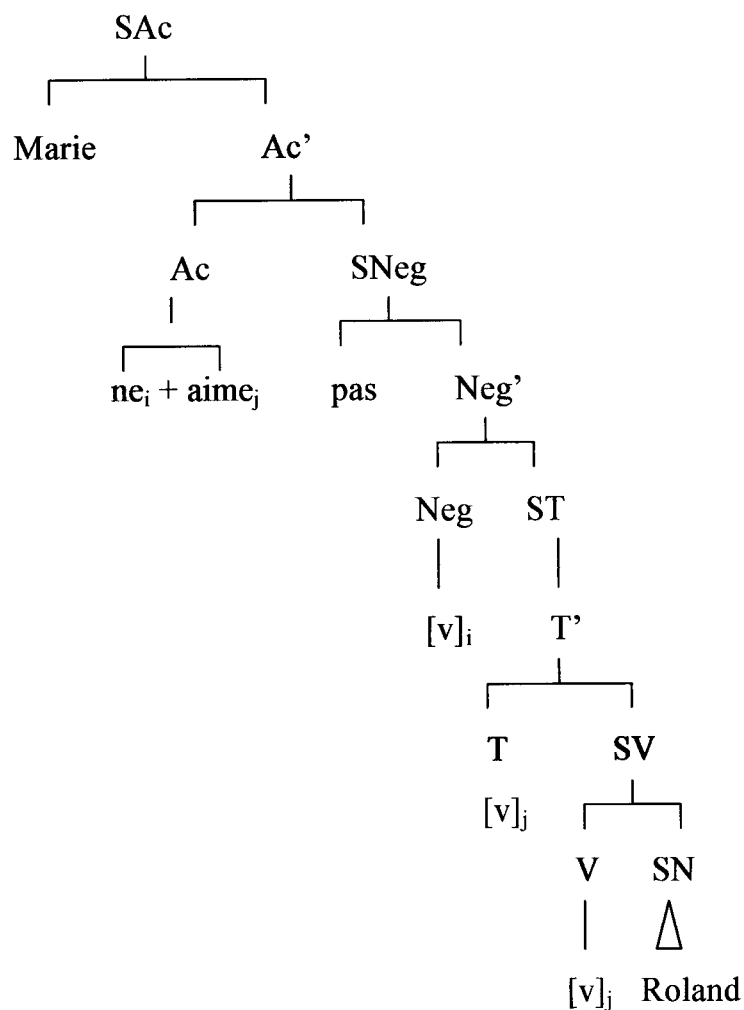 SAc
Marie Ac’
Ac SNeg
neᵢ + aimeⱼ pas Neg’
Neg ST
[v]ᵢ T’
T SV
[v]ⱼ
V SN
[v]ⱼ Roland